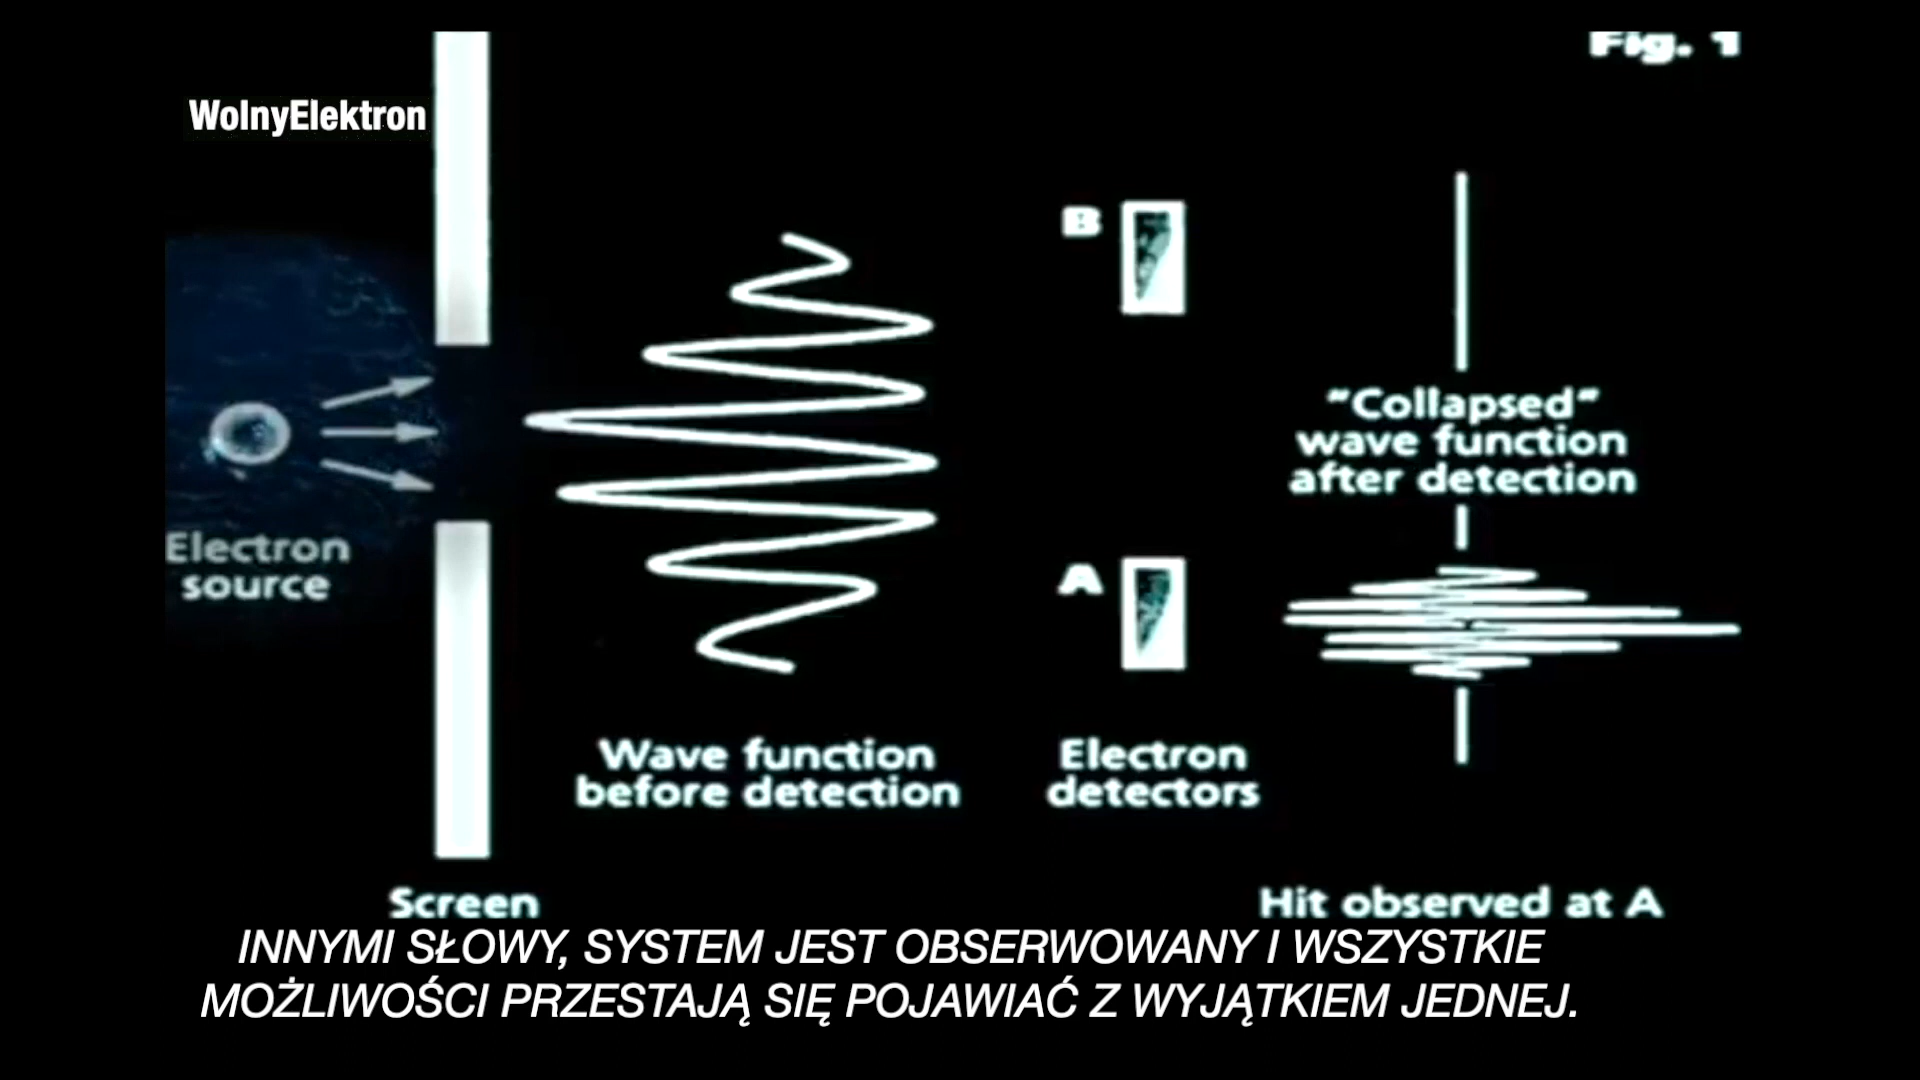 Fig. 1
WolnyElektron
B
"Collapsed"
wave function
after detection
Electron
source
A
Wave function
before detection
Electron
detectors
Screen
Hit observed at A
INNYMI SŁOWY, SYSTEM JEST OBSERWOWANY I WSZYSTKIE
MOŻLIWOŚCI PRZESTAJĄ SIĘ POJAWIAĆ Z WYJĄTKIEM JEDNEJ.